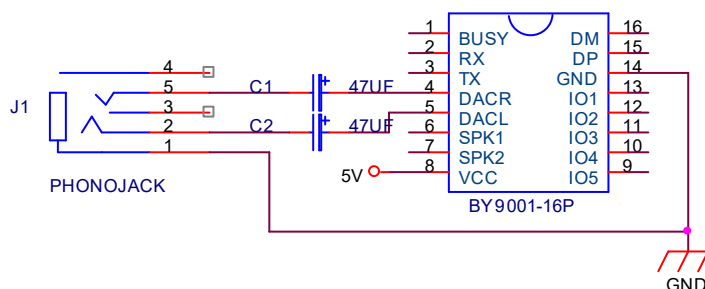 1 BUSY DM 16
2 RX DP 15
4 3 TX GND 14
5 C1 47UF 4 DACR IO1 13
J1 3 5 DACL IO2 12
2 C2 47UF 6 SPK1 IO3 11
1 7 SPK2 IO4 10
5V 8 VCC IO5 9
PHONOJACK
BY9001-16P
GND